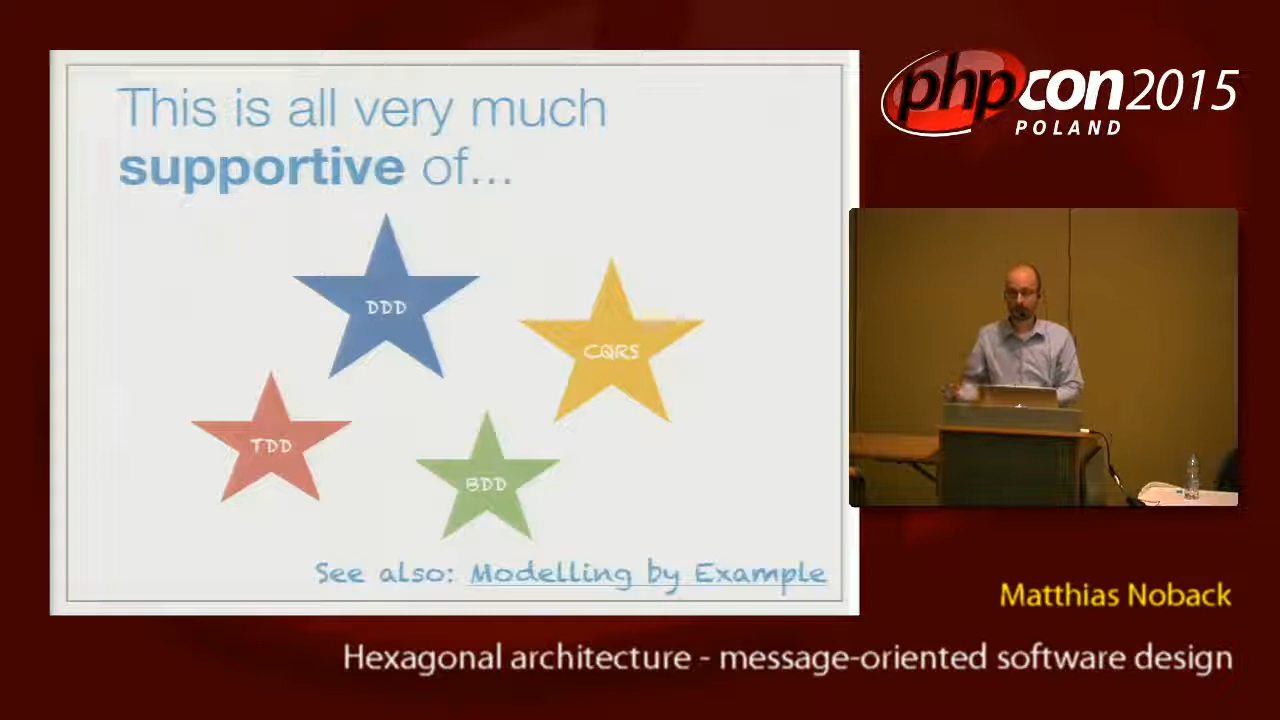 This is all very much
supportive of...
DDD
CQRS
TDD
BDD
See also: Modelling by Example
phpcon2015
POLAND
Matthias Noback
Hexagonal architecture - message-oriented software design